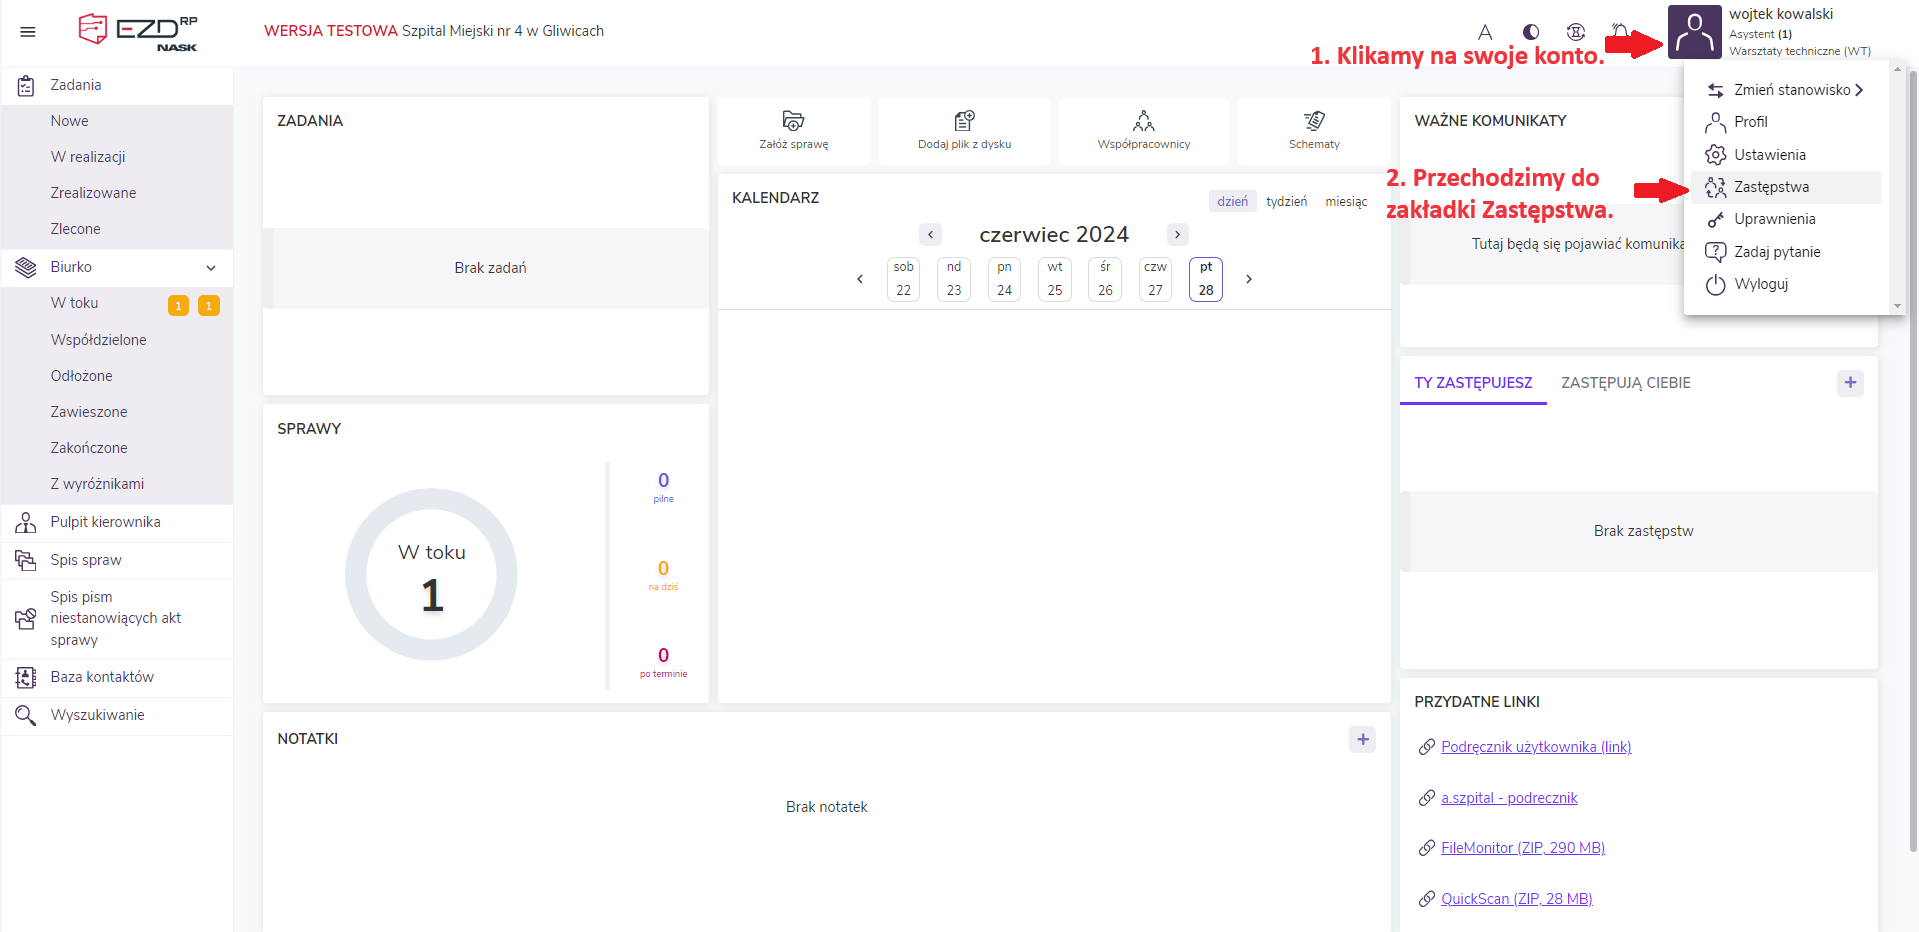 EZD RP
NASK
WERSJA TESTOWA Szpital Miejski nr 4 w Gliwicach
A
wojtek kowalski
Asystent (1)
Warsztaty techniczne (WT)
1. Klikamy na swoje konto.
Zmień stanowisko
Profil
Ustawienia
Zastępstwa
Uprawnienia
Zadaj pytanie
Wyloguj
2. Przechodzimy do
zakładki Zastępstwa.
Zadania
Nowe
W realizacji
Zrealizowane
Zlecone
Biurko
W toku 1 1
Współdzielone
Odłożone
Zawieszone
Zakończone
Z wyróżnikami
Pulpit kierownika
Spis spraw
Spis pism
niestanowiących akt
sprawy
Baza kontaktów
Wyszukiwanie
ZADANIA
Brak zadań
SPRAWY
W toku
1
0
pilne
0
na dziś
0
po terminie
Załóż sprawę
Dodaj plik z dysku
Współpracownicy
Schematy
KALENDARZ
dzień tydzień miesiąc
czerwiec 2024
sob nd pn wt śr czw pt
22 23 24 25 26 27 28
NOTATKI
+
Brak notatek
WAŻNE KOMUNIKATY
Tutaj będą się pojawiać komunika
TY ZASTĘPUJESZ ZASTĘPUJĄ CIEBIE +
Brak zastępstw
PRZYDATNE LINKI
Podręcznik użytkownika (link)
a.szpital - podrecznik
FileMonitor (ZIP, 290 MB)
QuickScan (ZIP, 28 MB)